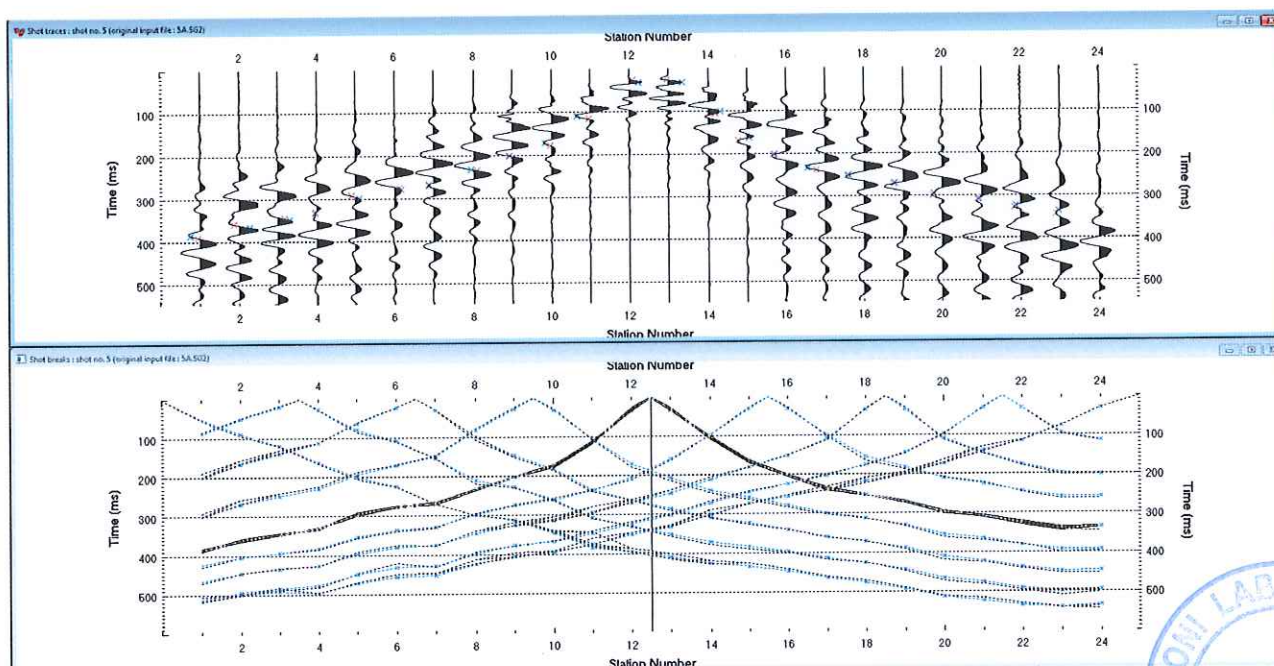 Shot traces : shot no. 5 (original input file : 5A.SG2)
Station Number
2 4 6 8 10 12 14 16 18 20 22 24
Time (ms)
100
200
300
400
500
100
200
300
400
500
Time (ms)
2 4 6 8 10 12 14 16 18 20 22 24
Station Number
Shot breaks : shot no. 5 (original input file : 5A.SG2)
Station Number
2 4 6 8 10 12 14 16 18 20 22 24
Time (ms)
100
200
300
400
500
100
200
300
400
500
Time (ms)
2 4 6 8 10 12 14 16 18 20 22 24
Station Number
ONI LAB